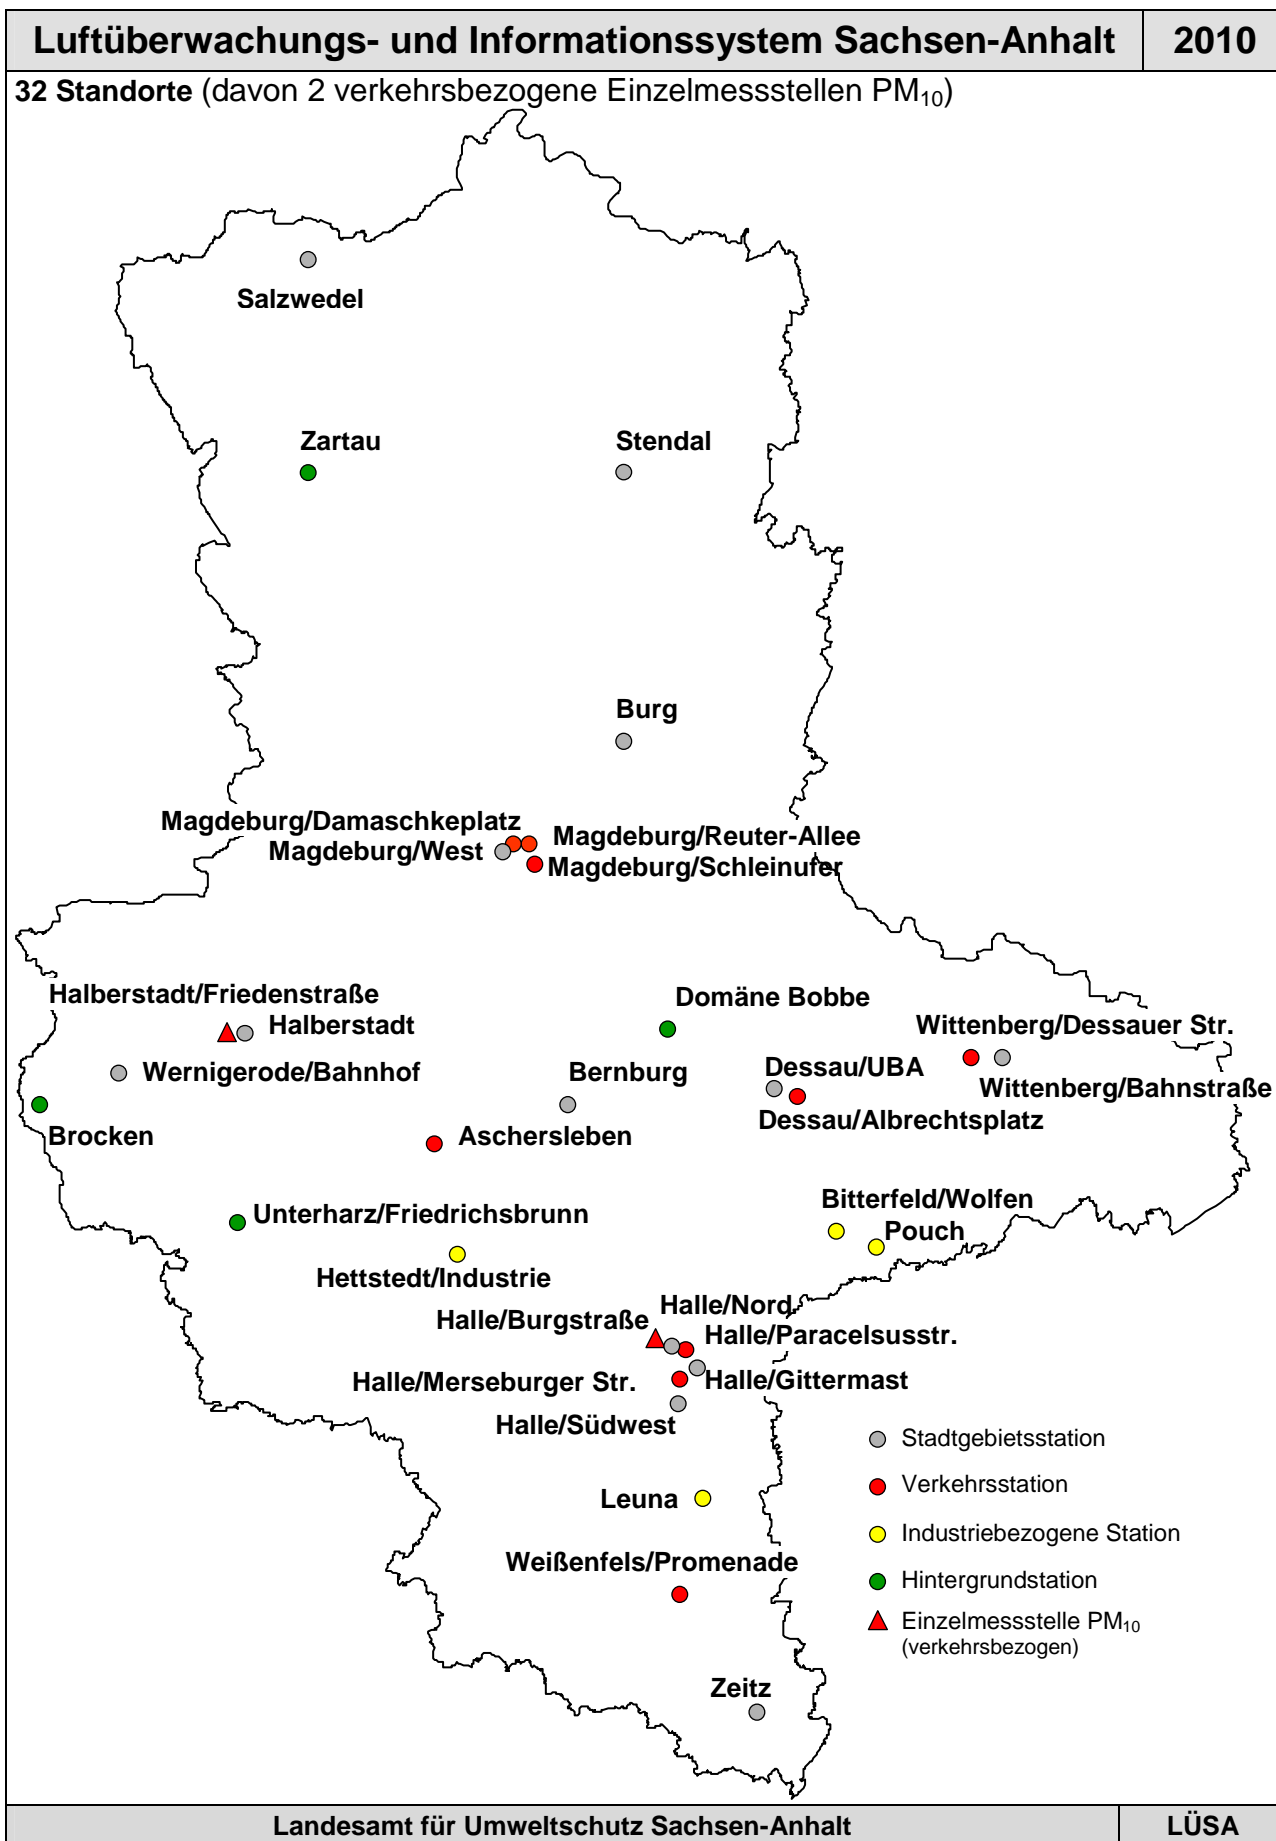 Luftüberwachungs- und Informationssystem Sachsen-Anhalt 2010
32 Standorte (davon 2 verkehrsbezogene Einzelmessstellen PM₁₀)
Salzwedel
Zartau
Stendal
Burg
Magdeburg/Damaschkeplatz
Magdeburg/Reuter-Allee
Magdeburg/West
Magdeburg/Schleinufer
Halberstadt/Friedenstraße
Domäne Bobbe
Halberstadt
Wittenberg/Dessauer Str.
Wernigerode/Bahnhof
Bernburg
Dessau/UBA
Wittenberg/Bahnstraße
Dessau/Albrechtsplatz
Brocken
Aschersleben
Bitterfeld/Wolfen
Unterharz/Friedrichsbrunn
Pouch
Hettstedt/Industrie
Halle/Nord
Halle/Burgstraße
Halle/Paracelsusstr.
Halle/Merseburger Str.
Halle/Gittermast
Halle/Südwest
Stadtgebietsstation
Verkehrsstation
Leuna
Industriebezogene Station
Weißenfels/Promenade
Hintergrundstation
Einzelmessstelle PM₁₀
(verkehrsbezogen)
Zeitz
Landesamt für Umweltschutz Sachsen-Anhalt LÜSA